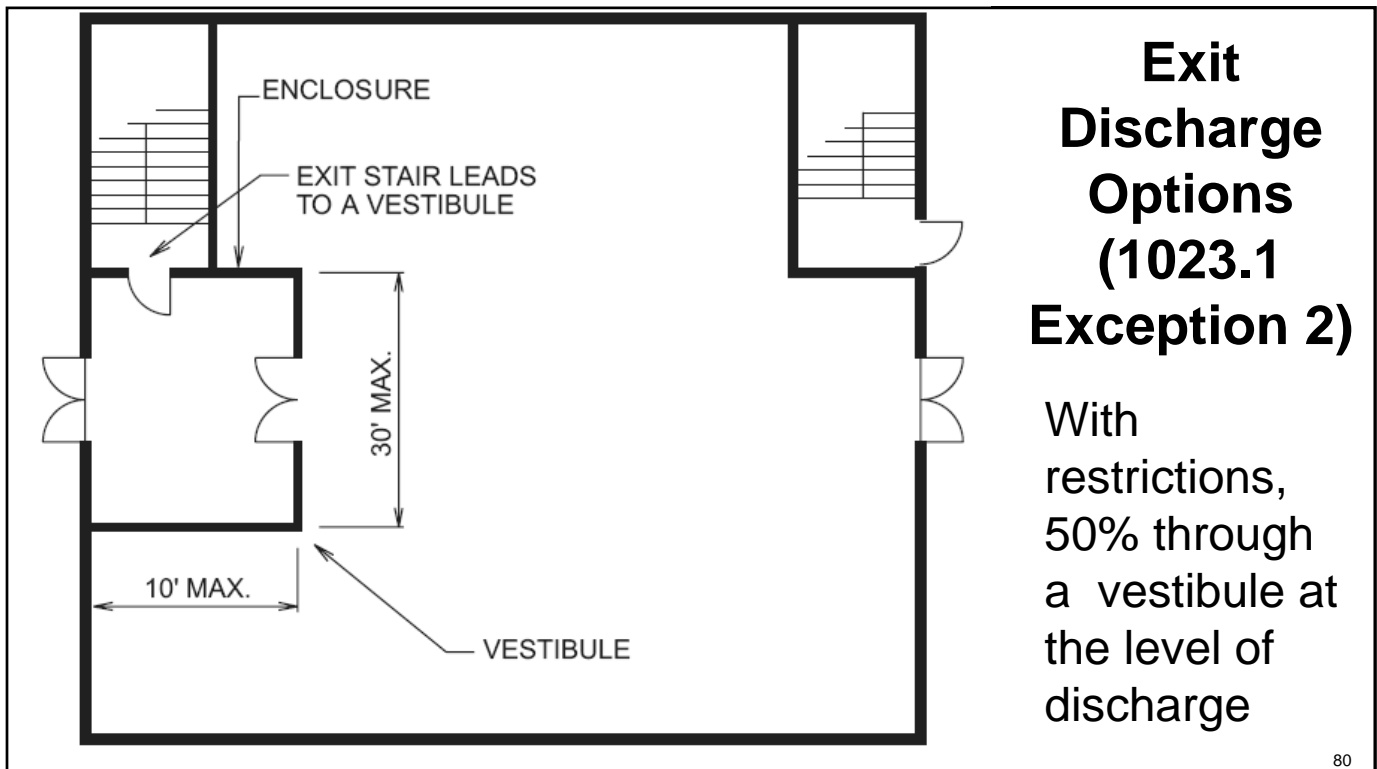 ENCLOSURE
EXIT STAIR LEADS
TO A VESTIBULE
30' MAX.
10' MAX.
VESTIBULE
Exit
Discharge
Options
(1023.1
Exception 2)
With
restrictions,
50% through
a  vestibule at
the level of
discharge
80